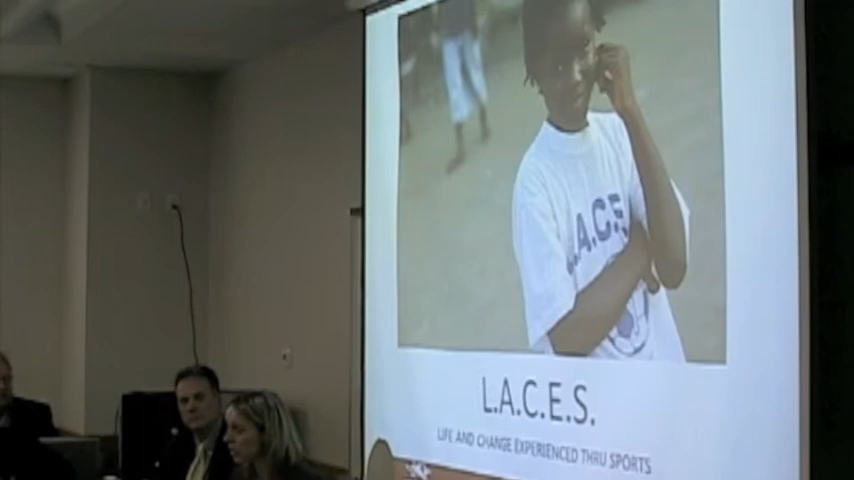 L.A.C.E.
L.A.C.E.S.
LIFE AND CHANGE EXPERIENCED THRU SPORTS